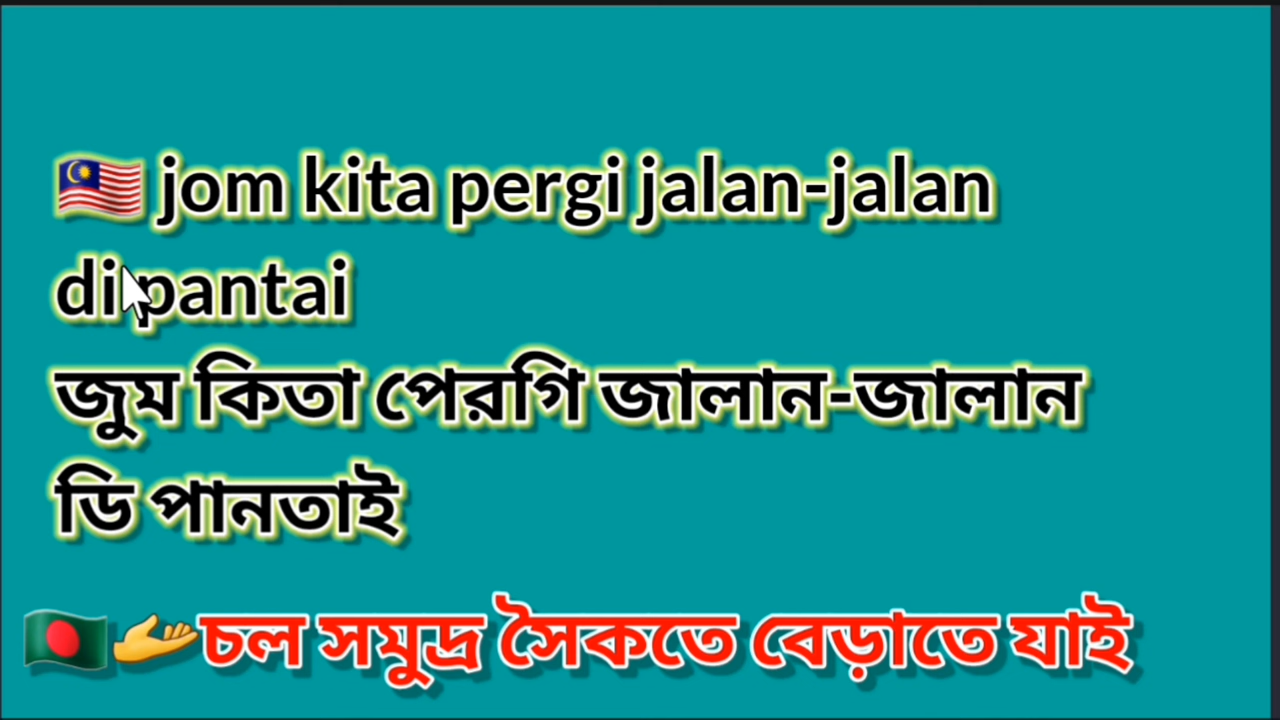 🇲🇾 jom kita pergi jalan-jalan
di pantai
জুম কিতা পেরগি জালান-জালান
ডি পানতাই
🇧🇩🫴চল সমুদ্র সৈকতে বেড়াতে যাই